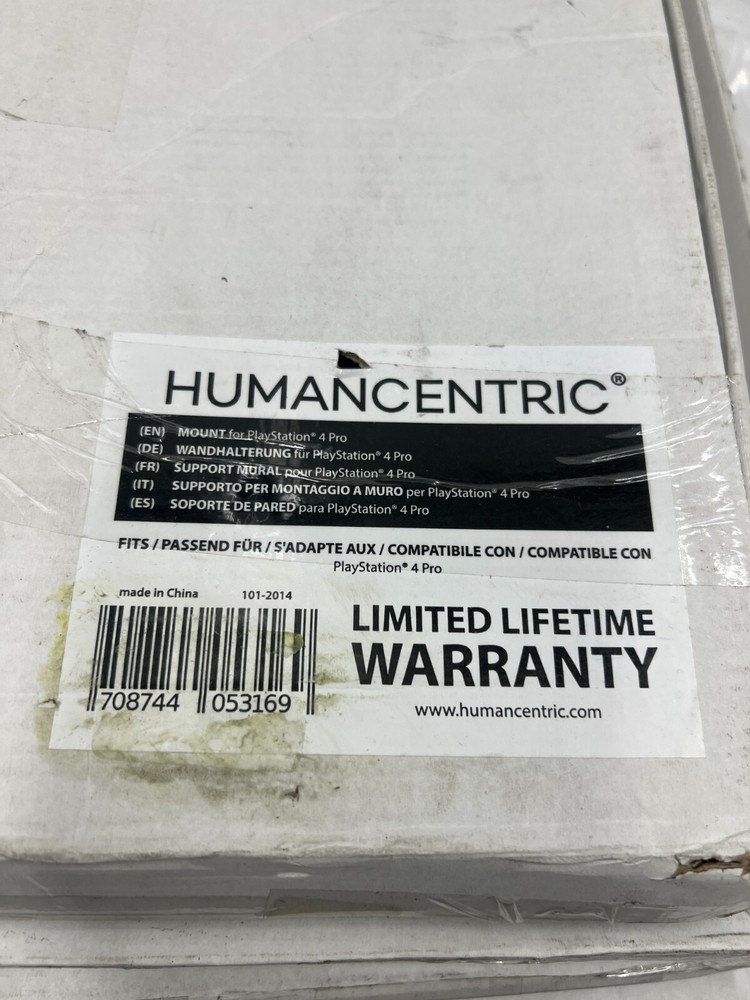 HUMANCENTRIC®
(EN) MOUNT for PlayStation® 4 Pro
(DE) WANDHALTERUNG für PlayStation® 4 Pro
(FR) SUPPORT MURAL pour PlayStation® 4 Pro
(IT) SUPPORTO PER MONTAGGIO A MURO per PlayStation® 4 Pro
(ES) SOPORTE DE PARED para PlayStation® 4 Pro
FITS / PASSEND FÜR / S'ADAPTE AUX / COMPATIBILE CON / COMPATIBLE CON
PlayStation® 4 Pro
made in China 101-2014
708744 053169
LIMITED LIFETIME
WARRANTY
www.humancentric.com